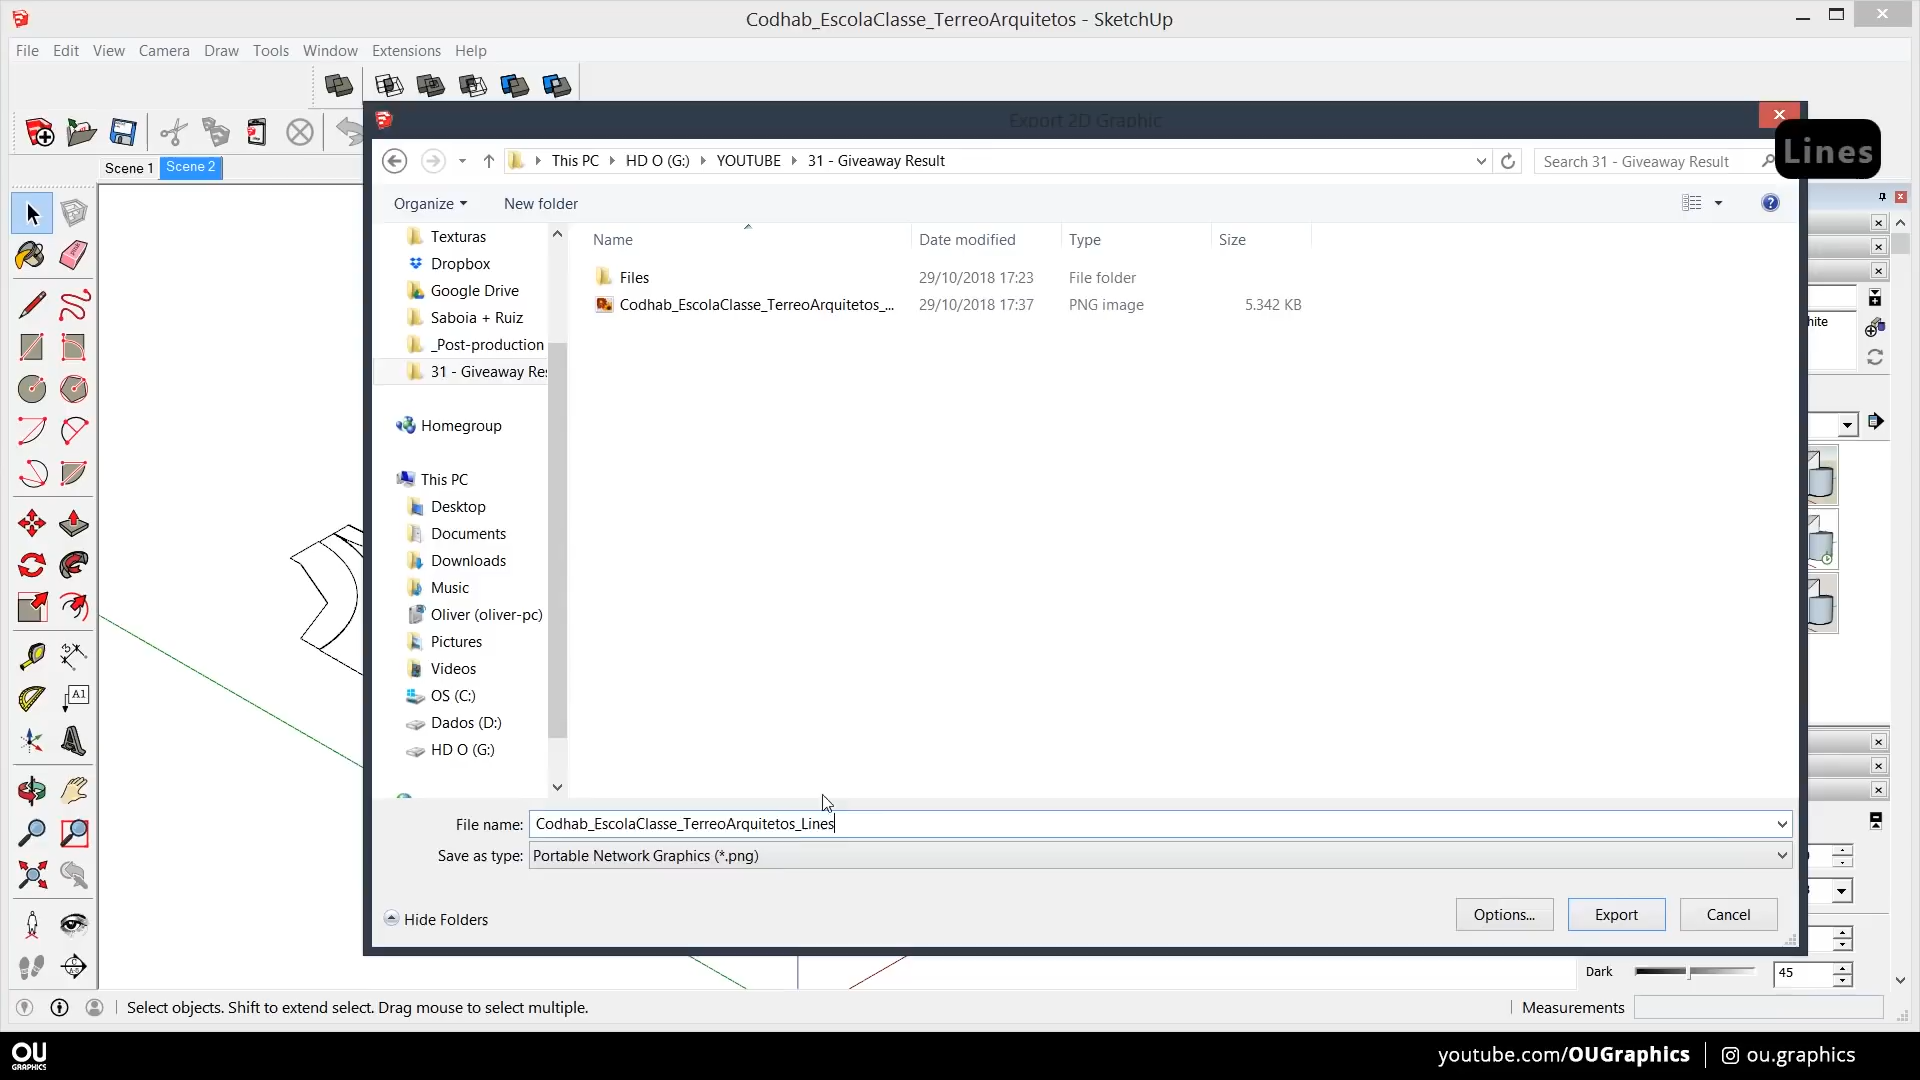 Codhab_EscolaClasse_TerreoArquitetos - SketchUp
File Edit View Camera Draw Tools Window Extensions Help
Export 2D Graphic
Lines
This PC HD O (G:) YOUTUBE 31 - Giveaway Result
Search 31 - Giveaway Result
Scene 1 Scene 2
Organize New folder
Name Date modified Type Size
Files 29/10/2018 17:23 File folder
Codhab_EscolaClasse_TerreoArquitetos_... 29/10/2018 17:37 PNG image 5.342 KB
Texturas
Dropbox
Google Drive
Saboia + Ruiz
_Post-production
31 - Giveaway Res
Homegroup
This PC
Desktop
Documents
Downloads
Music
Oliver (oliver-pc)
Pictures
Videos
OS (C:)
Dados (D:)
HD O (G:)
hite
A1
File name: Codhab_EscolaClasse_TerreoArquitetos_Lines
Save as type: Portable Network Graphics (*.png)
Hide Folders
Options... Export Cancel
Dark 45
Select objects. Shift to extend select. Drag mouse to select multiple.
Measurements
OU
GRAPHICS
youtube.com/OUGraphics
ou.graphics